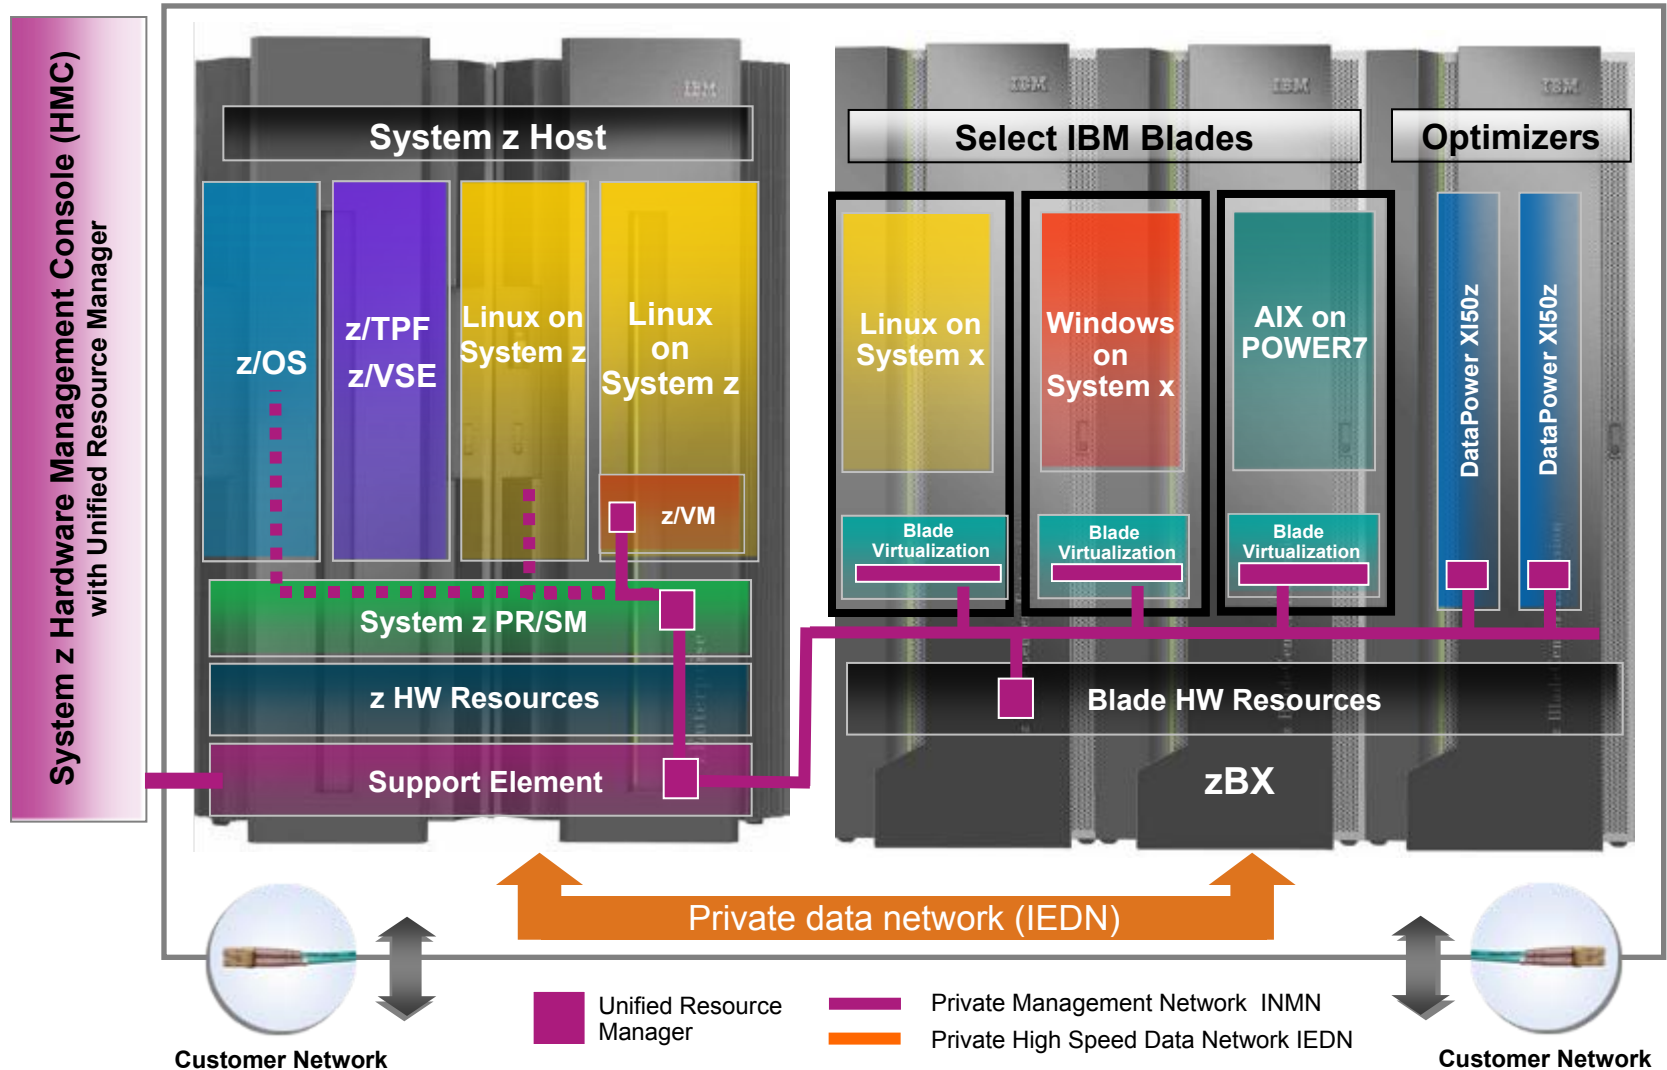 System z Hardware Management Console (HMC)
with Unified Resource Manager
IBM
IBM
IBM
IBM
System z Host
Select IBM Blades
Optimizers
z/OS
z/TPF
z/VSE
Linux on
System z
Linux
on
System z
z/VM
Linux on
System x
Windows
on
System x
AIX on
POWER7
DataPower XI50z
DataPower XI50z
Blade
Virtualization
Blade
Virtualization
Blade
Virtualization
System z PR/SM
z HW Resources
Support Element
Blade HW Resources
zBX
Private data network (IEDN)
Customer Network
Unified Resource
Manager
Private Management Network INMN
Private High Speed Data Network IEDN
Customer Network